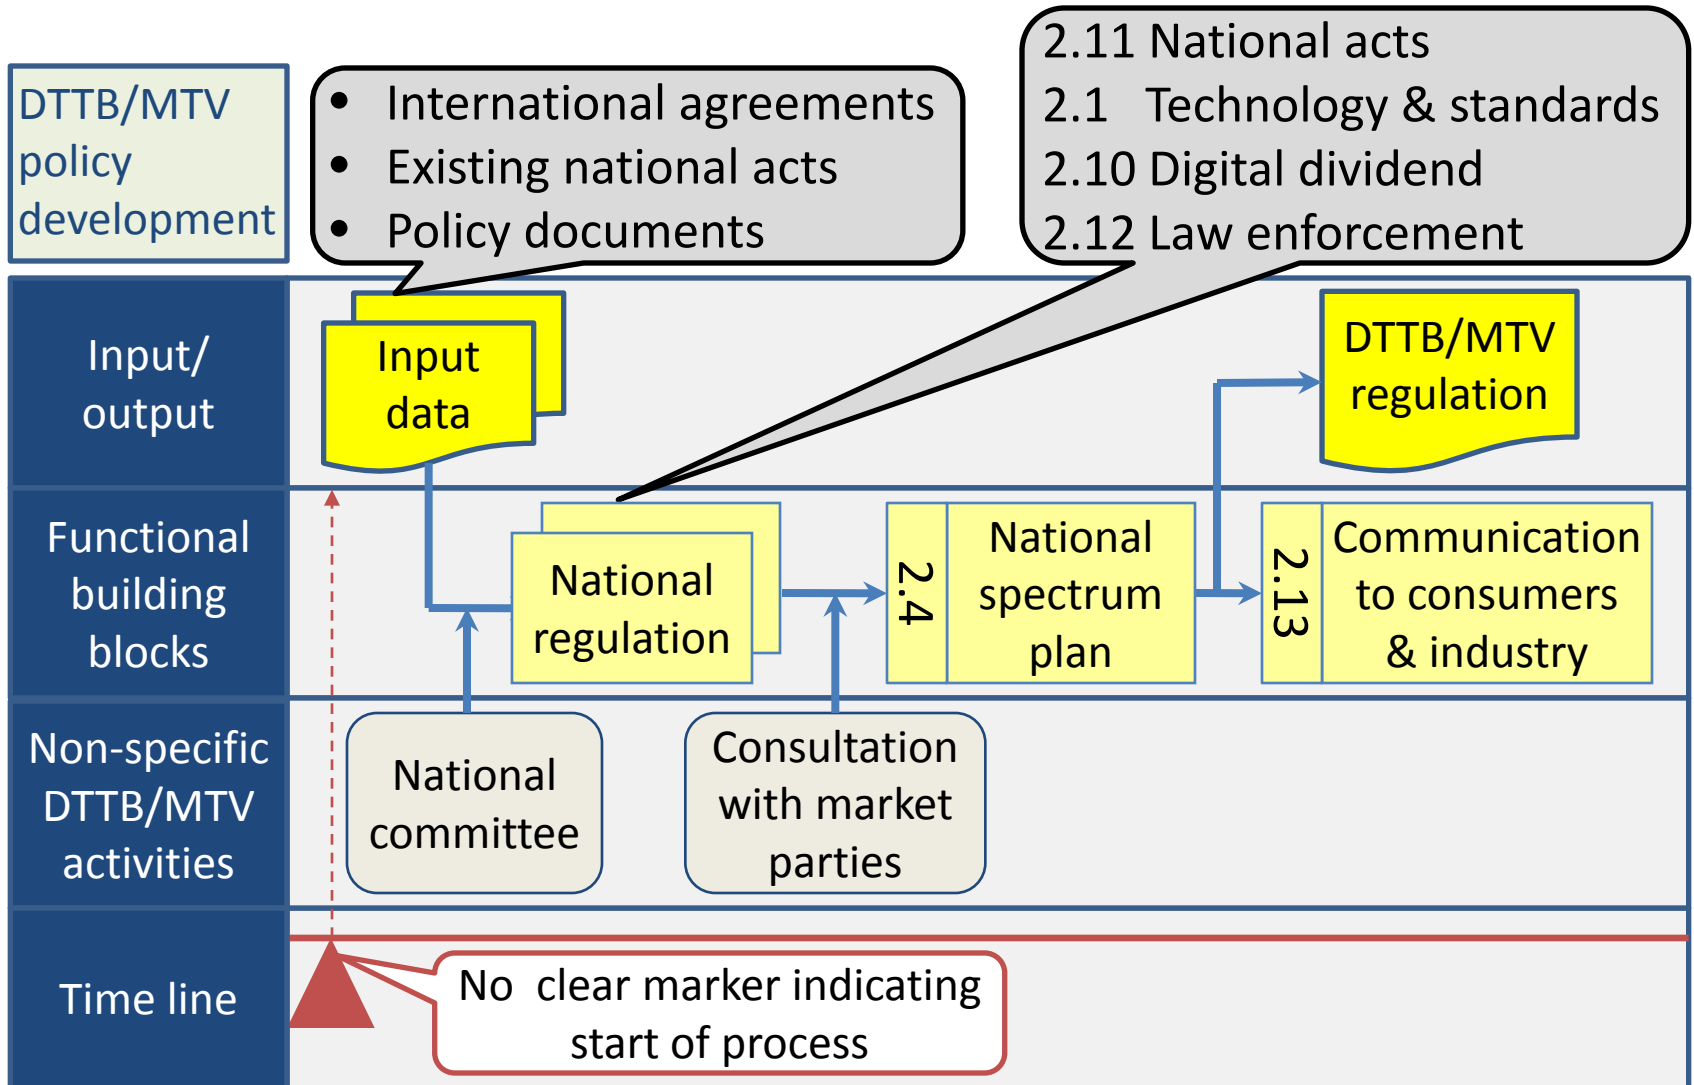 DTTB/MTV
policy
development
• International agreements
• Existing national acts
• Policy documents
2.11 National acts
2.1 Technology & standards
2.10 Digital dividend
2.12 Law enforcement
Input/
output
Input
data
DTTB/MTV
regulation
Functional
building
blocks
National
regulation
2.4
National
spectrum
plan
2.13
Communication
to consumers
& industry
Non-specific
DTTB/MTV
activities
National
committee
Consultation
with market
parties
Time line
No clear marker indicating
start of process